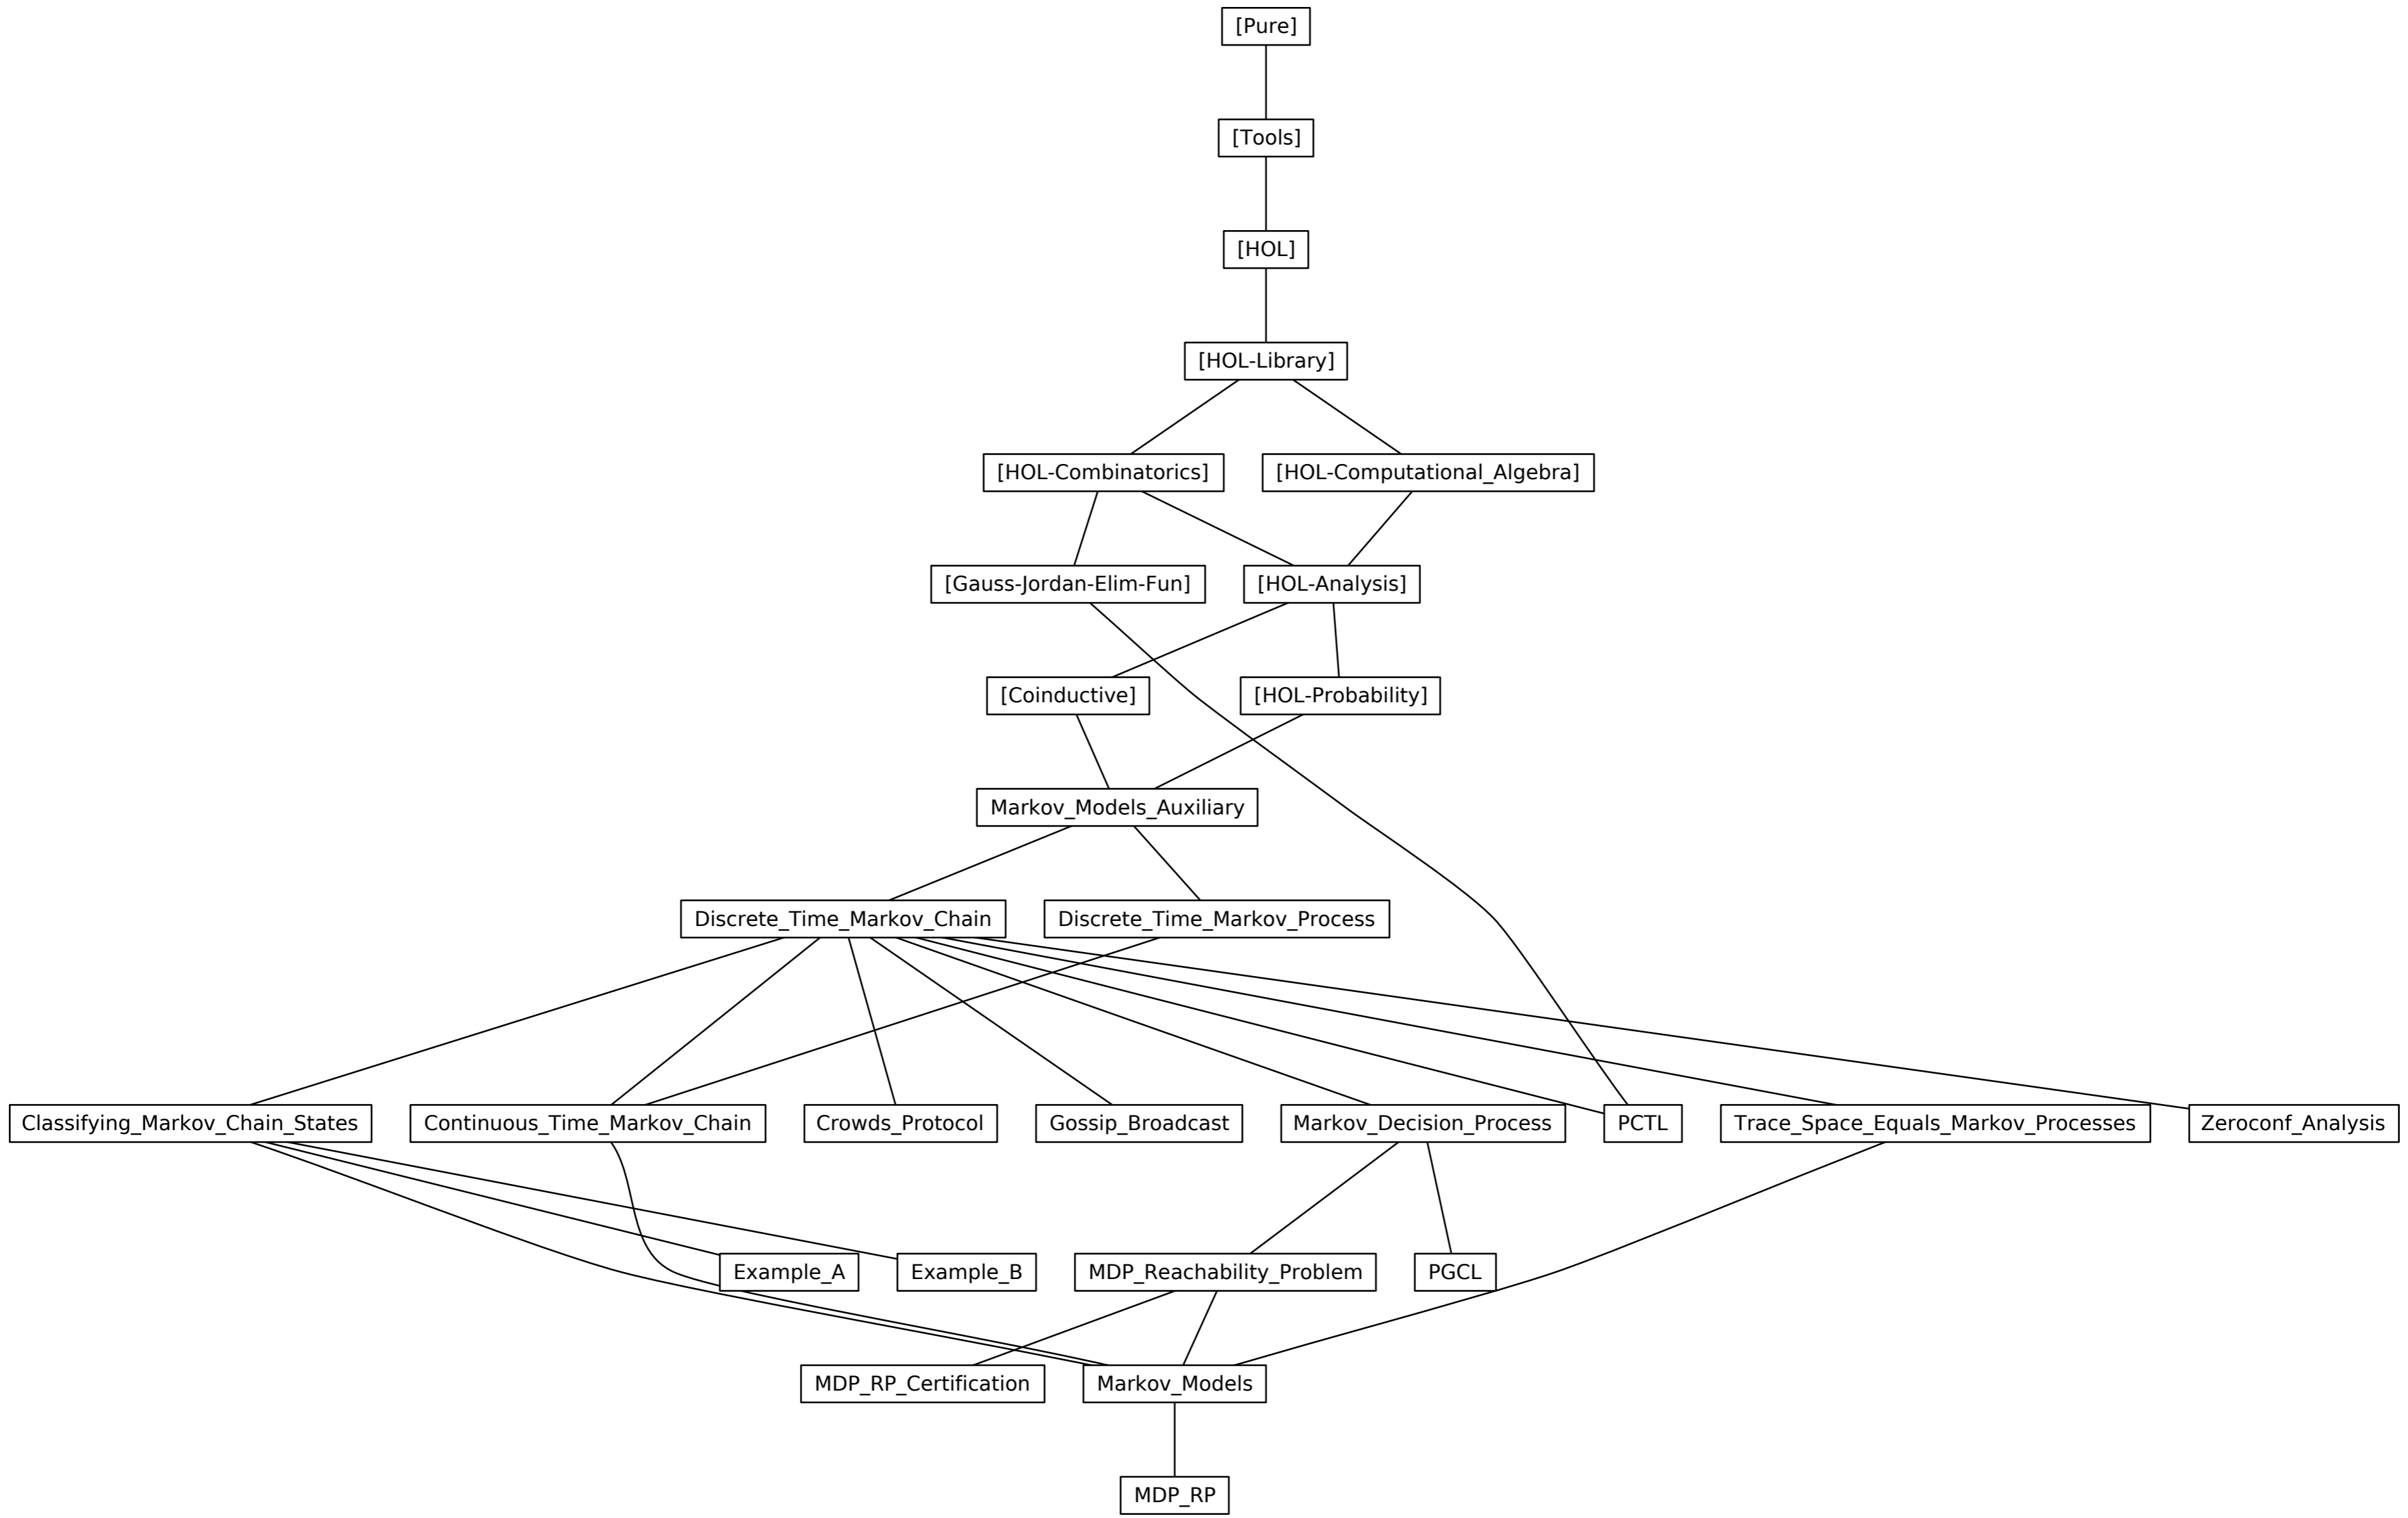 [Pure]
[Tools]
[HOL]
[HOL-Library]
[HOL-Combinatorics]
[HOL-Computational_Algebra]
[Gauss-Jordan-Elim-Fun]
[HOL-Analysis]
[Coinductive]
[HOL-Probability]
Markov_Models_Auxiliary
Discrete_Time_Markov_Chain
Discrete_Time_Markov_Process
Classifying_Markov_Chain_States
Continuous_Time_Markov_Chain
Crowds_Protocol
Gossip_Broadcast
Markov_Decision_Process
PCTL
Trace_Space_Equals_Markov_Processes
Zeroconf_Analysis
Example_A
Example_B
MDP_Reachability_Problem
PGCL
MDP_RP_Certification
Markov_Models
MDP_RP